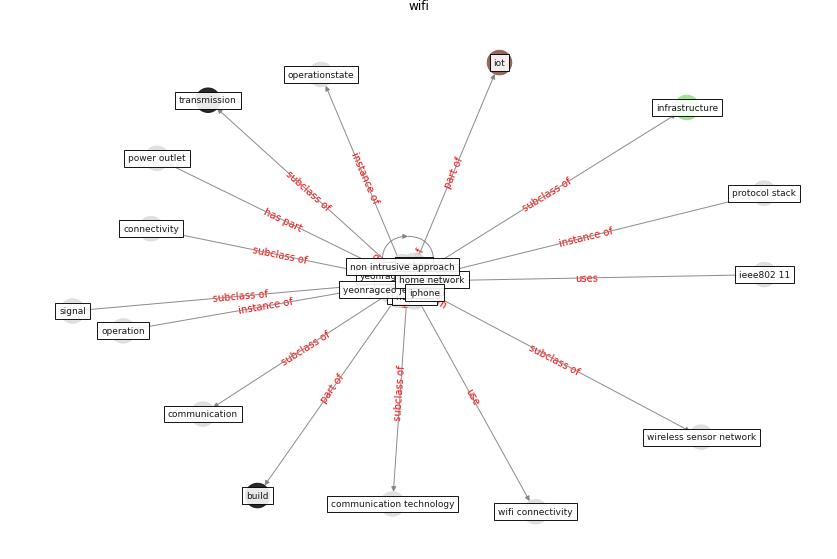 wifi
iot
operationstate
transmission
infrastructure
power outlet
instance of
part of
subclass of
subclass of
protocol stack
has part
connectivity
subclass of
instance of
non intrusive approach
home network
uses
ieee802 11
iphone
signal
subclass of
instance of
operation
subclass of
part of
subclass of
use
subclass of
communication
wireless sensor network
build
communication technology
wifi connectivity